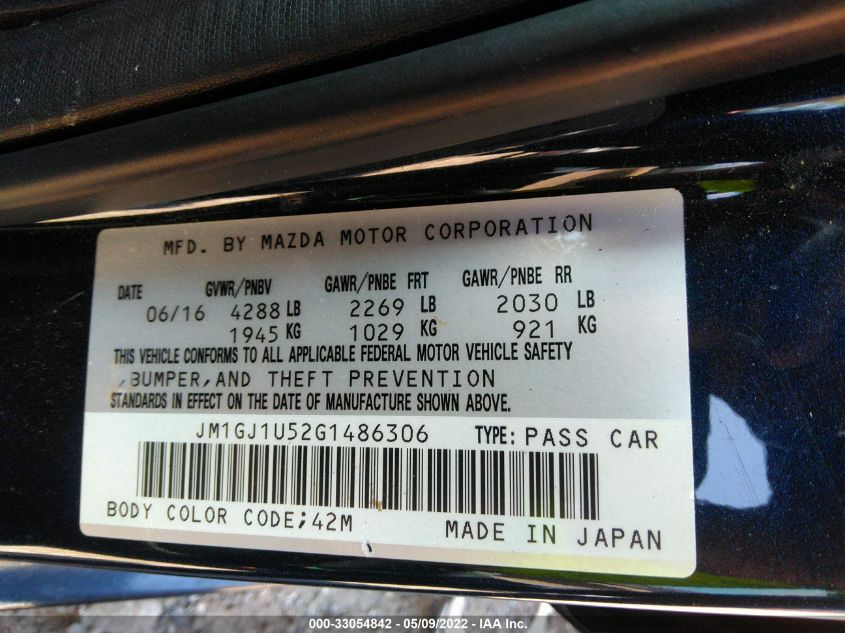 MFD. BY MAZDA MOTOR CORPORATION
DATE GVWR/PNBV GAWR/PNBE FRT GAWR/PNBE RR
06/16 4288 LB 2269 LB 2030 LB
1945 KG 1029 KG 921 KG
THIS VEHICLE CONFORMS TO ALL APPLICABLE FEDERAL MOTOR VEHICLE SAFETY
,BUMPER,AND THEFT PREVENTION
STANDARDS IN EFFECT ON THE DATE OF MANUFACTURE SHOWN ABOVE.
JM1GJ1U52G1486306 TYPE: PASS CAR
BODY COLOR CODE;42M MADE IN JAPAN
000-33054842 - 05/09/2022 - IAA Inc.